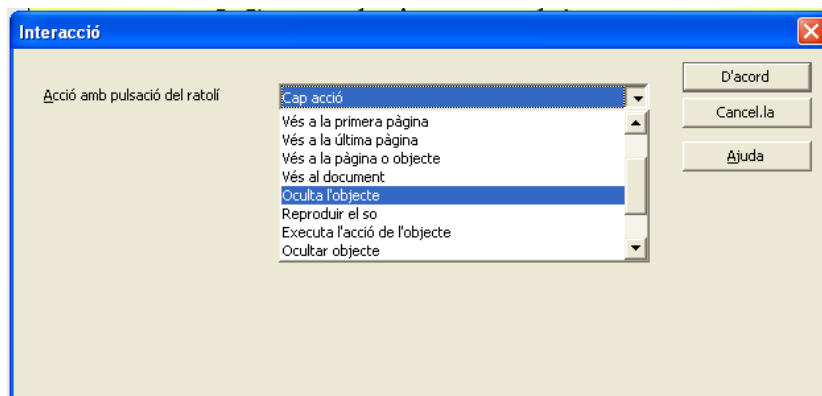 Interacció
Acció amb pulsació del ratolí
Cap acció
Vés a la primera pàgina
Vés a la última pàgina
Vés a la pàgina o objecte
Vés al document
Oculta l'objecte
Reproduir el so
Executa l'acció de l'objecte
Ocultar objecte
D'acord
Cancel.la
Ajuda